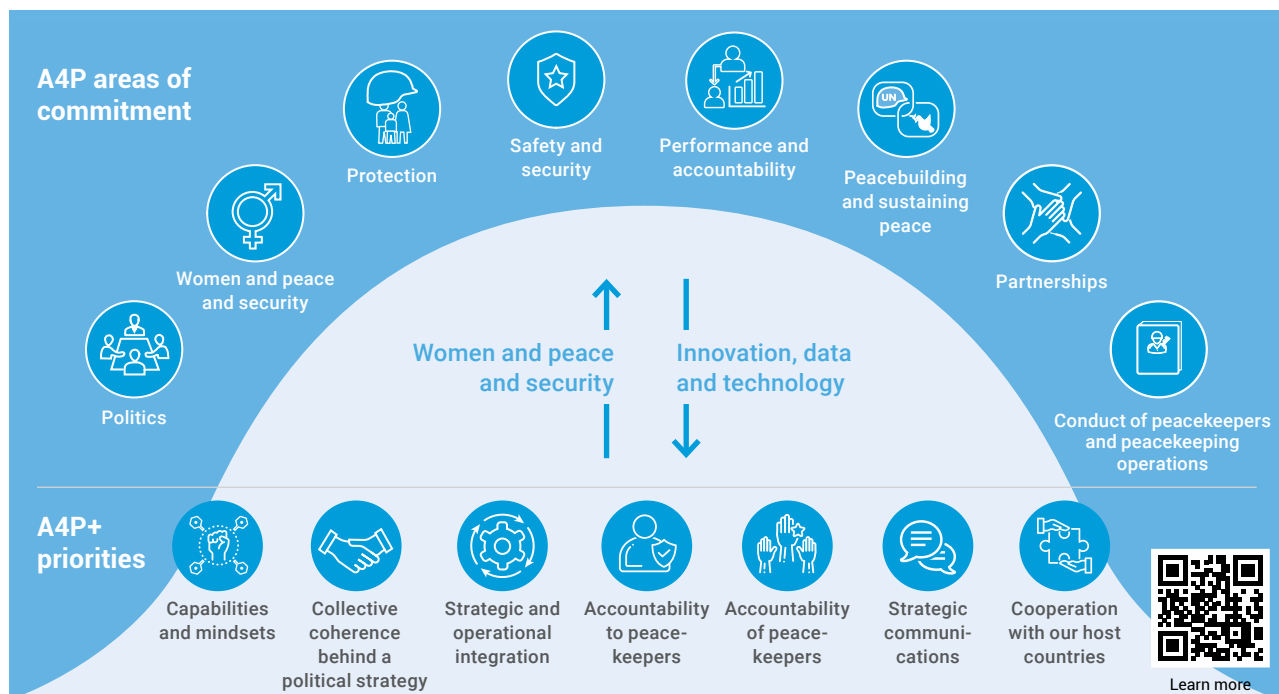 A4P areas of
commitment
Politics
Women and peace
and security
Protection
Safety and
security
Performance and
accountability
UN
Peacebuilding
and sustaining
peace
Partnerships
Conduct of peacekeepers
and peacekeeping
operations
Women and peace
and security
Innovation, data
and technology
A4P+
priorities
Capabilities
and mindsets
Collective
coherence
behind a
political strategy
Strategic and
operational
integration
Accountability
to peace-
keepers
Accountability
of peace-
keepers
Strategic
communi-
cations
Cooperation
with our host
countries
Learn more